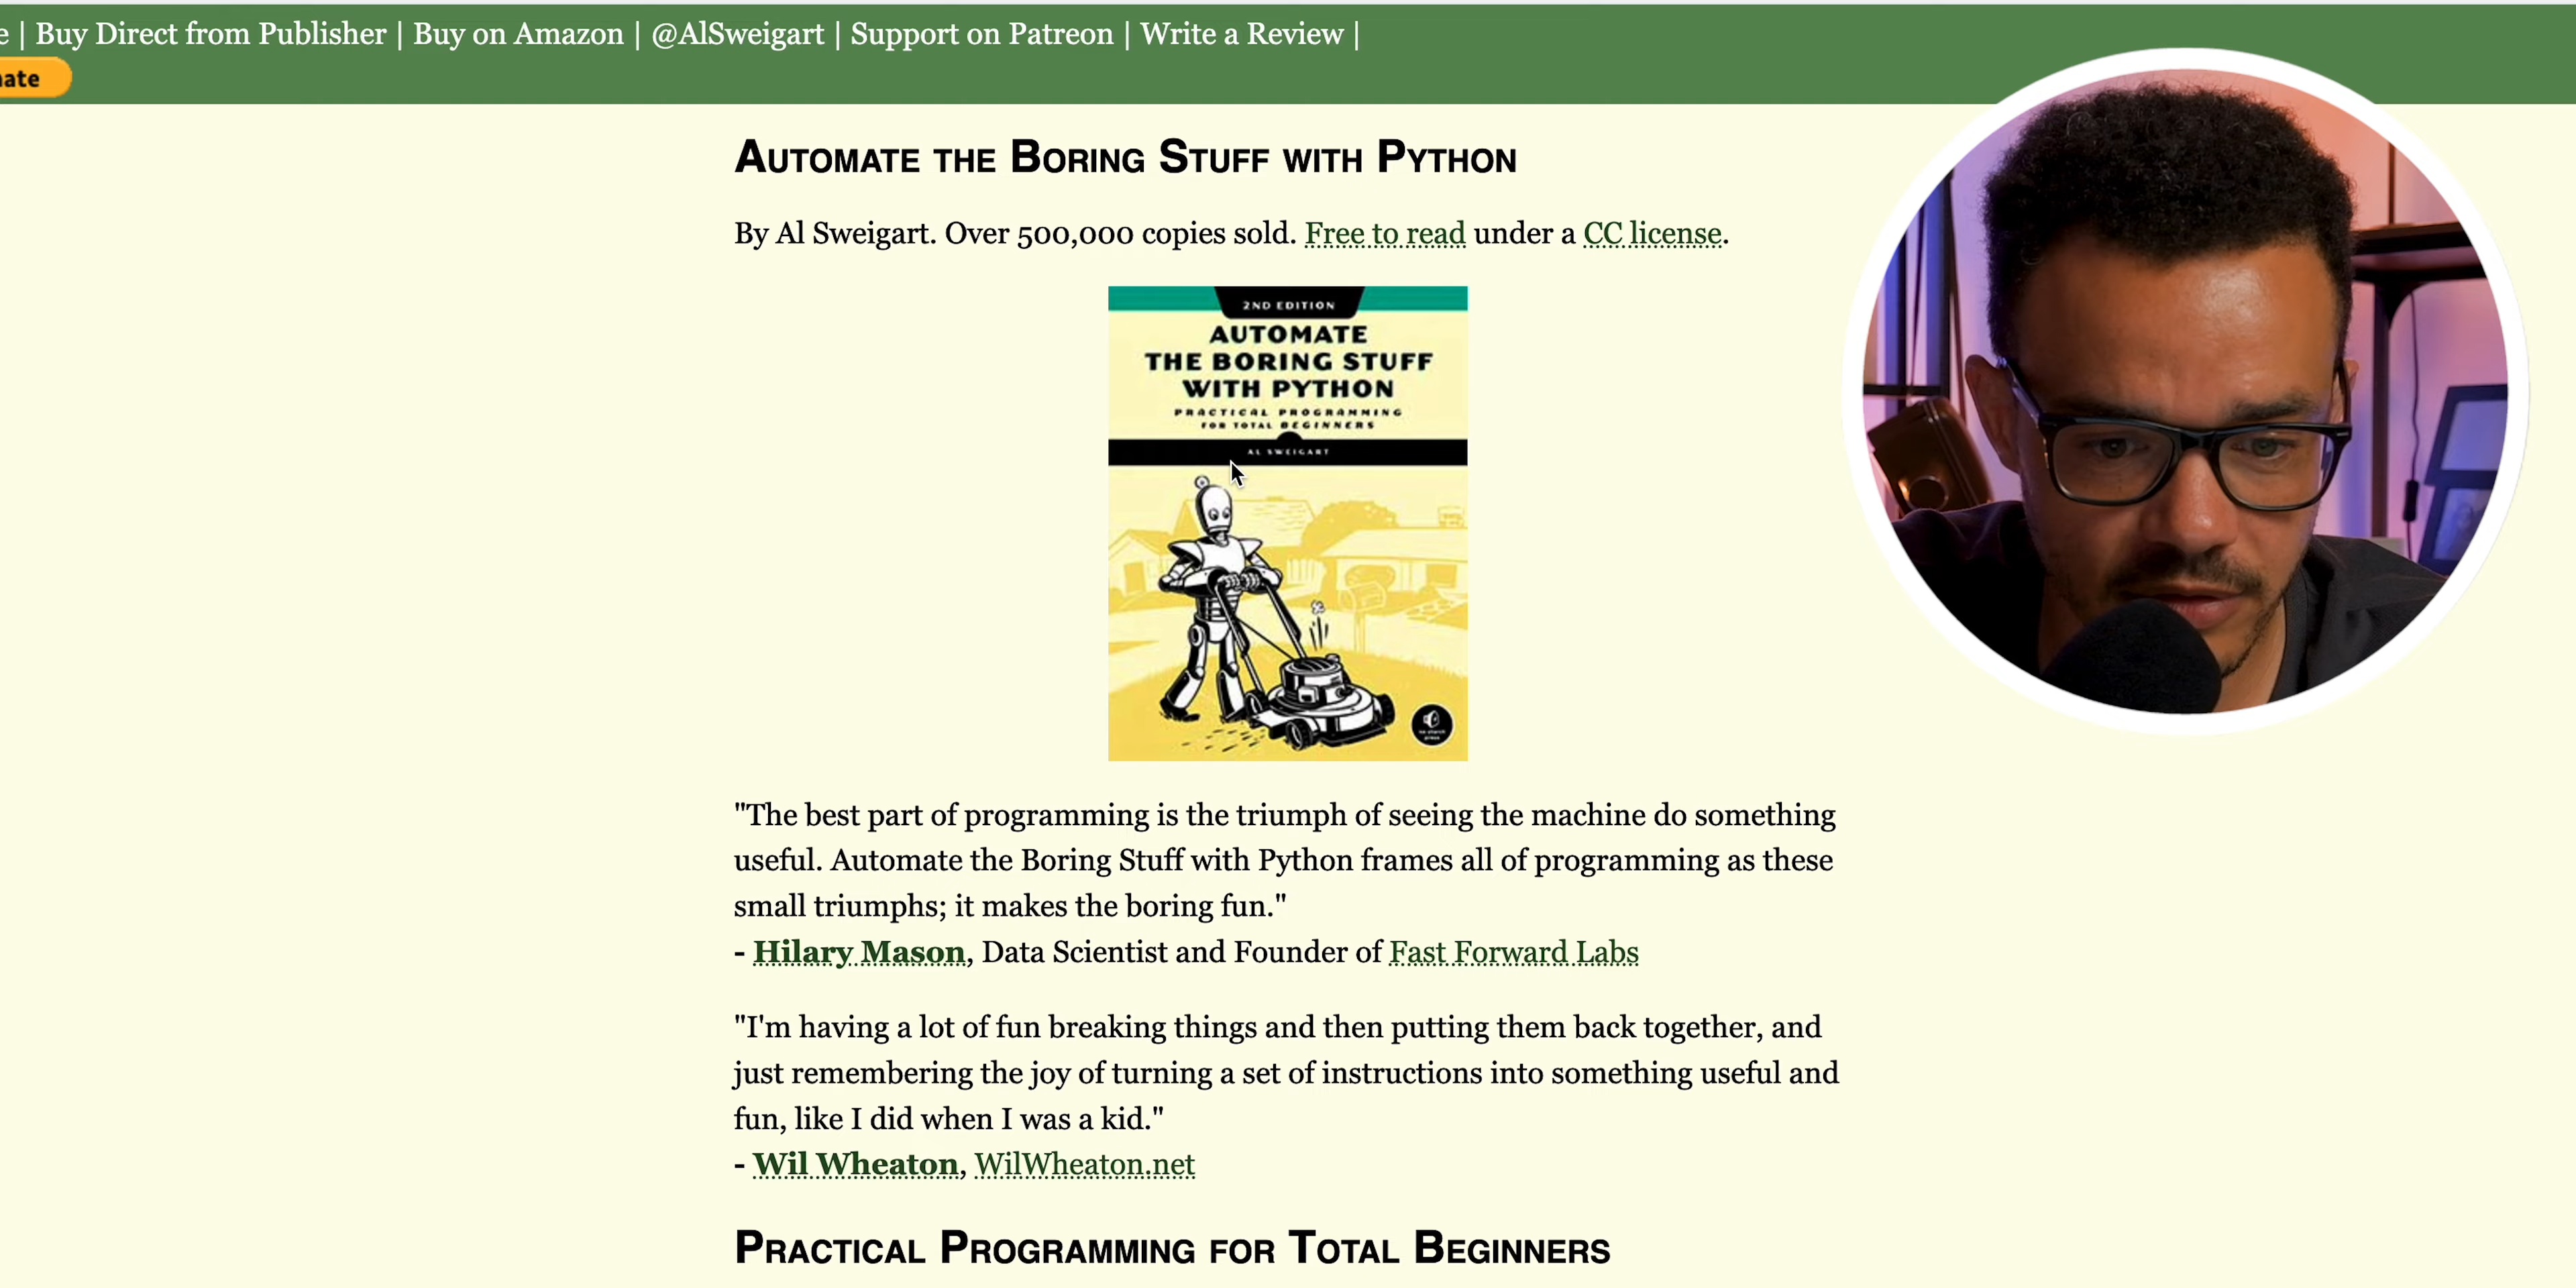 e | Buy Direct from Publisher | Buy on Amazon | @AlSweigart | Support on Patreon | Write a Review |
ate
Automate the Boring Stuff with Python
By Al Sweigart. Over 500,000 copies sold. Free to read under a CC license.
2ND EDITION
AUTOMATE
THE BORING STUFF
WITH PYTHON
PRACTICAL PROGRAMMING
FOR TOTAL BEGINNERS
AL SWEIGART
no starch
press
"The best part of programming is the triumph of seeing the machine do something
useful. Automate the Boring Stuff with Python frames all of programming as these
small triumphs; it makes the boring fun."
- Hilary Mason, Data Scientist and Founder of Fast Forward Labs
"I'm having a lot of fun breaking things and then putting them back together, and
just remembering the joy of turning a set of instructions into something useful and
fun, like I did when I was a kid."
- Wil Wheaton, WilWheaton.net
Practical Programming for Total Beginners